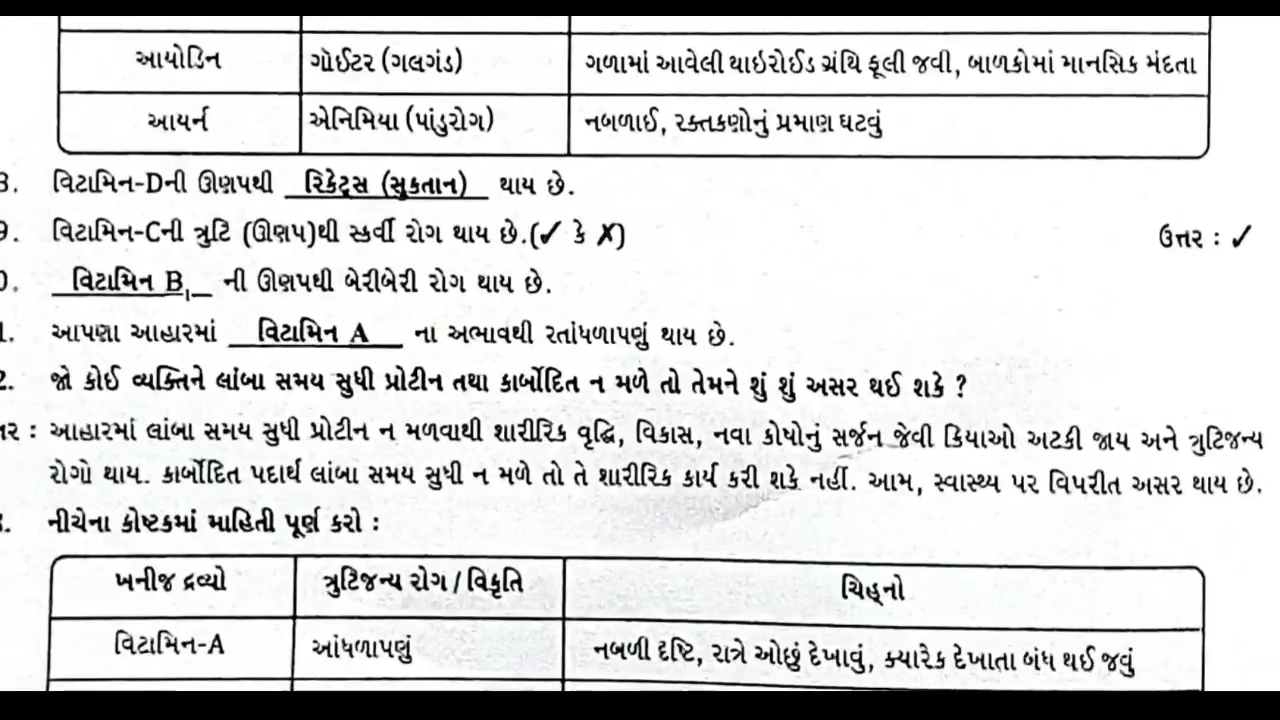 આયોડિન ગૉઈટર (ગલગંડ) ગળામાં આવેલી થાઇરોઈડ ગ્રંથિ ફૂલી જવી, બાળકોમાં માનસિક મંદતા
આયર્ન એનિમિયા (પાંડુરોગ) નબળાઈ, રક્તકણોનું પ્રમાણ ઘટવું
વિટામિન-Dની ઊણપથી રિકેટ્સ (સુકતાન) થાય છે.
વિટામિન-Cની ત્રુટિ (ઊણપ)થી સ્કર્વી રોગ થાય છે.(✓ કે ✗) ઉત્તર : ✓
વિટામિન B₁ ની ઊણપથી બેરીબેરી રોગ થાય છે.
આપણા આહારમાં વિટામિન A ના અભાવથી રતાંધળાપણું થાય છે.
જો કોઈ વ્યક્તિને લાંબા સમય સુધી પ્રોટીન તથા કાર્બોદિત ન મળે તો તેમને શું શું અસર થઈ શકે ?
આહારમાં લાંબા સમય સુધી પ્રોટીન ન મળવાથી શારીરિક વૃદ્ધિ, વિકાસ, નવા કોષોનું સર્જન જેવી ક્રિયાઓ અટકી જાય અને ત્રુટિજન્ય
રોગો થાય. કાર્બોદિત પદાર્થ લાંબા સમય સુધી ન મળે તો તે શારીરિક કાર્ય કરી શકે નહીં. આમ, સ્વાસ્થ્ય પર વિપરીત અસર થાય છે.
નીચેના કોષ્ટકમાં માહિતી પૂર્ણ કરો :
ખનીજ દ્રવ્યો ત્રુટિજન્ય રોગ / વિકૃતિ ચિહ્નો
વિટામિન-A આંધળાપણું નબળી દૃષ્ટિ, રાત્રે ઓછું દેખાવું, ક્યારેક દેખાતા બંધ થઈ જવું